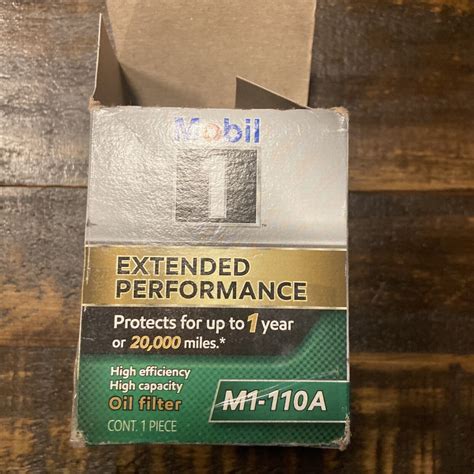 Mobil
1
™
EXTENDED
PERFORMANCE
Protects for up to 1 year
or 20,000 miles.*
High efficiency
High capacity
Oil filter
M1-110A
CONT. 1 PIECE